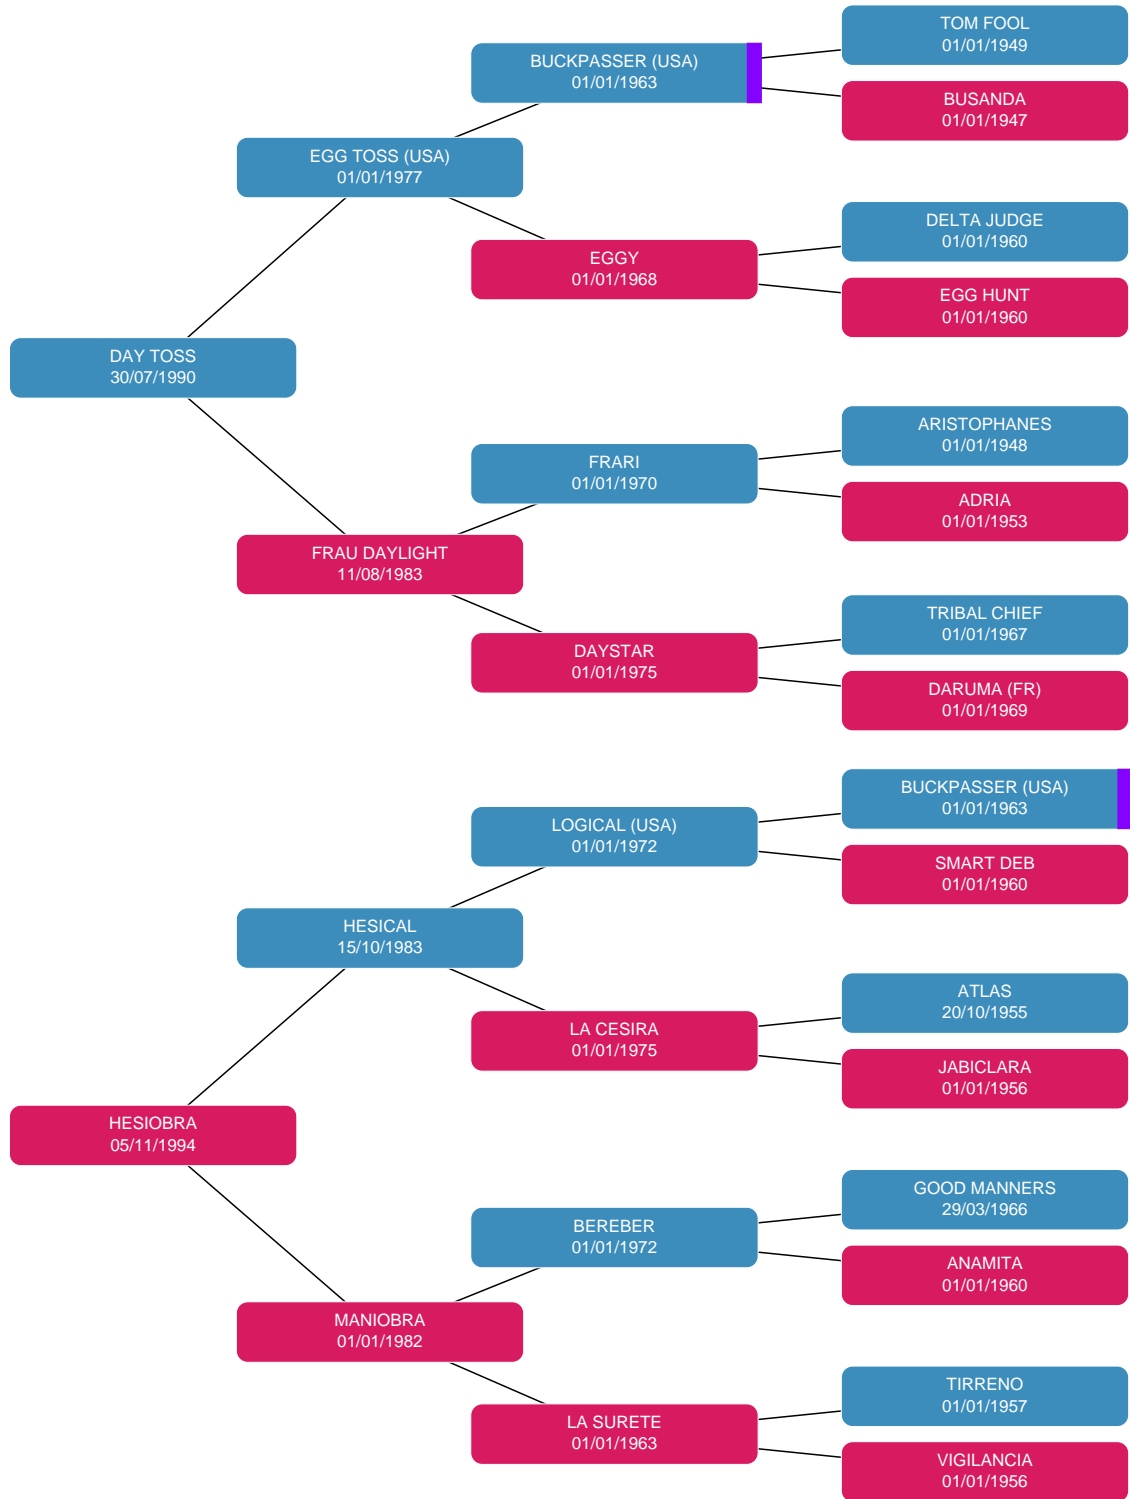 TOM FOOL
01/01/1949
BUCKPASSER (USA)
01/01/1963
BUSANDA
01/01/1947
EGG TOSS (USA)
01/01/1977
DELTA JUDGE
01/01/1960
EGGY
01/01/1968
EGG HUNT
01/01/1960
DAY TOSS
30/07/1990
ARISTOPHANES
01/01/1948
FRARI
01/01/1970
ADRIA
01/01/1953
FRAU DAYLIGHT
11/08/1983
TRIBAL CHIEF
01/01/1967
DAYSTAR
01/01/1975
DARUMA (FR)
01/01/1969
BUCKPASSER (USA)
01/01/1963
LOGICAL (USA)
01/01/1972
SMART DEB
01/01/1960
HESICAL
15/10/1983
ATLAS
20/10/1955
LA CESIRA
01/01/1975
JABICLARA
01/01/1956
HESIOBRA
05/11/1994
GOOD MANNERS
29/03/1966
BEREBER
01/01/1972
ANAMITA
01/01/1960
MANIOBRA
01/01/1982
TIRRENO
01/01/1957
LA SURETE
01/01/1963
VIGILANCIA
01/01/1956